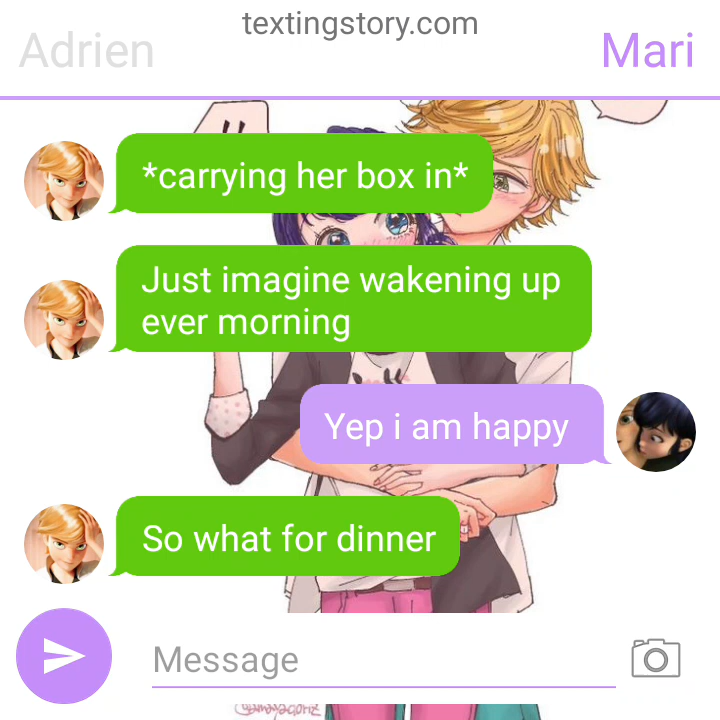 textingstory.com
Adrien
Mari
!!
*carrying her box in*
Just imagine wakening up
ever morning
Yep i am happy
So what for dinner
Message